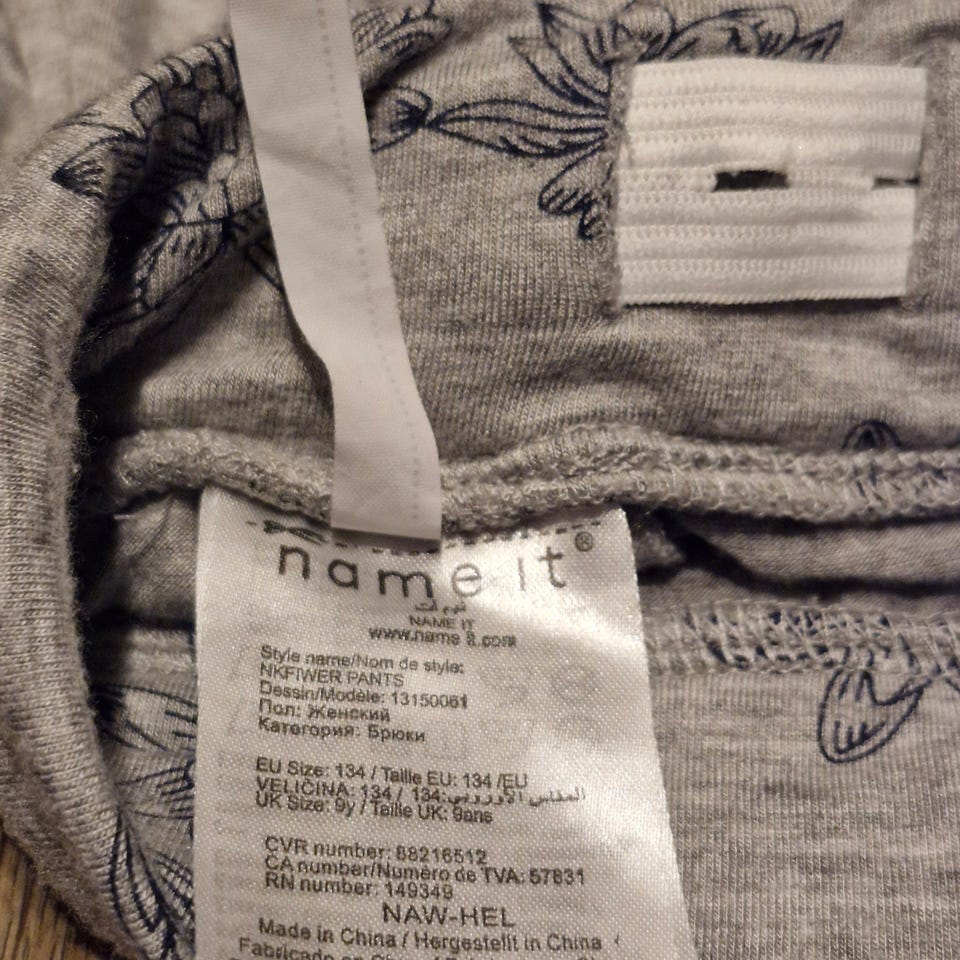 name it®
نيم ات
NAME IT
www.name it.com
Style name/Nom de style:
NKFIWER PANTS
Dessin/Modèle: 13150061
Пол: Женский
Категория: Брюки
EU Size: 134 / Taille EU: 134 /EU
VELIČINA: 134 / 134: المقاس الأوروبي
UK Size: 9y / Taille UK: 9ans
CVR number: 88216512
CA number/Numéro de TVA: 57831
RN number: 149349
NAW-HEL
Made in China / Hergestellt in China